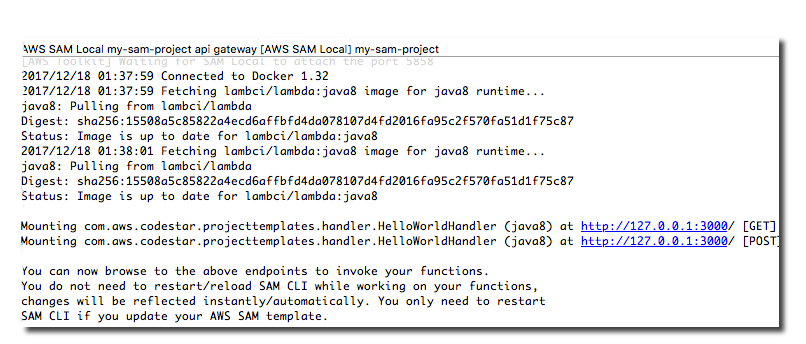 AWS SAM Local my-sam-project api gateway [AWS SAM Local] my-sam-project
[AWS Toolkit] Waiting for SAM Local to attach the port 5858
2017/12/18 01:37:59 Connected to Docker 1.32
2017/12/18 01:37:59 Fetching lambci/lambda:java8 image for java8 runtime...
java8: Pulling from lambci/lambda
Digest: sha256:15508a5c85822a4ecd6affbfd4da078107d4fd2016fa95c2f570fa51d1f75c87
Status: Image is up to date for lambci/lambda:java8
2017/12/18 01:38:01 Fetching lambci/lambda:java8 image for java8 runtime...
java8: Pulling from lambci/lambda
Digest: sha256:15508a5c85822a4ecd6affbfd4da078107d4fd2016fa95c2f570fa51d1f75c87
Status: Image is up to date for lambci/lambda:java8
Mounting com.aws.codestar.projecttemplates.handler.HelloWorldHandler (java8) at http://127.0.0.1:3000/ [GET]
Mounting com.aws.codestar.projecttemplates.handler.HelloWorldHandler (java8) at http://127.0.0.1:3000/ [POST]
You can now browse to the above endpoints to invoke your functions.
You do not need to restart/reload SAM CLI while working on your functions,
changes will be reflected instantly/automatically. You only need to restart
SAM CLI if you update your AWS SAM template.